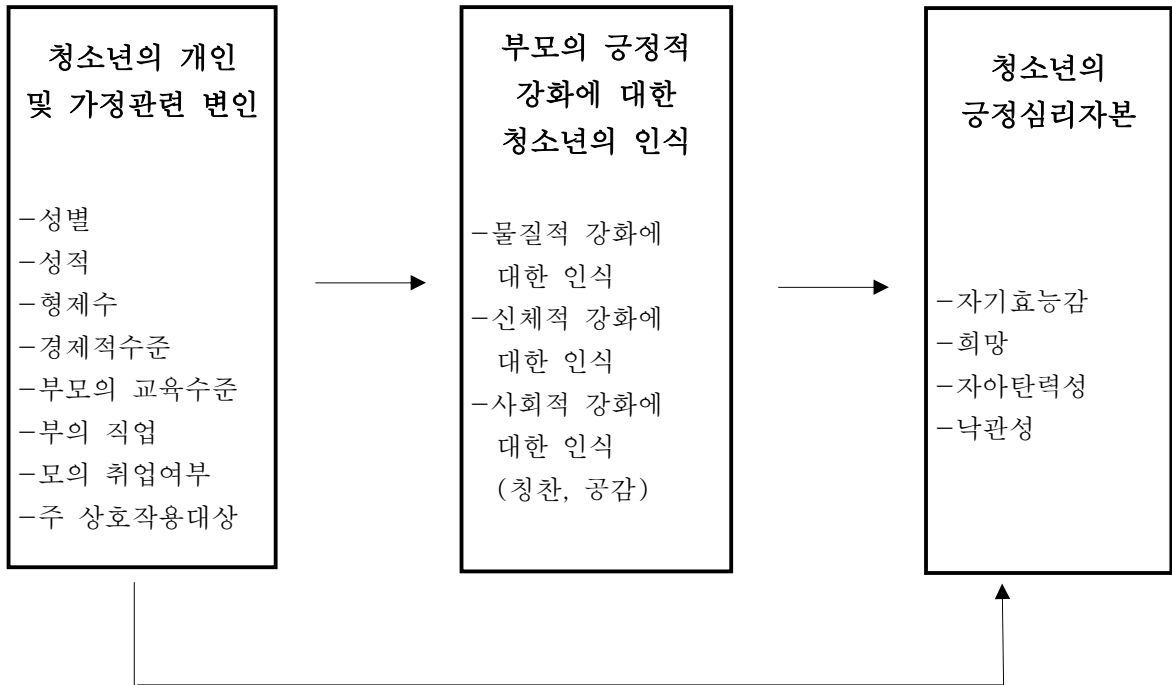 청소년의 개인
및 가정관련 변인
-성별
-성적
-형제수
-경제적수준
-부모의 교육수준
-부의 직업
-모의 취업여부
-주 상호작용대상
부모의 긍정적
강화에 대한
청소년의 인식
-물질적 강화에
대한 인식
-신체적 강화에
대한 인식
-사회적 강화에
대한 인식
(칭찬, 공감)
청소년의
긍정심리자본
-자기효능감
-희망
-자아탄력성
-낙관성